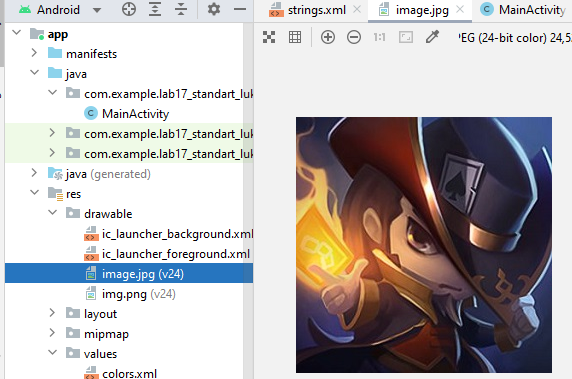 Android
strings.xml
image.jpg
MainActivity
app
manifests
java
com.example.lab17_standart_luk
MainActivity
com.example.lab17_standart_luk
com.example.lab17_standart_luk
java (generated)
res
drawable
ic_launcher_background.xml
ic_launcher_foreground.xml
image.jpg (v24)
img.png (v24)
layout
mipmap
values
colors.xml
1:1
PEG (24-bit color) 24,5